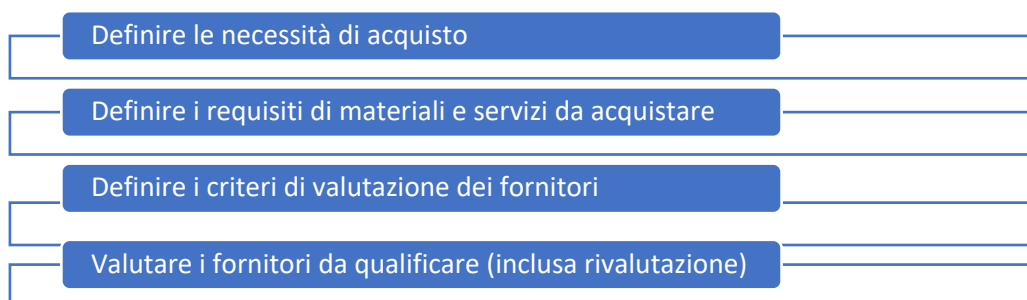 Definire le necessità di acquisto
Definire i requisiti di materiali e servizi da acquistare
Definire i criteri di valutazione dei fornitori
Valutare i fornitori da qualificare (inclusa rivalutazione)